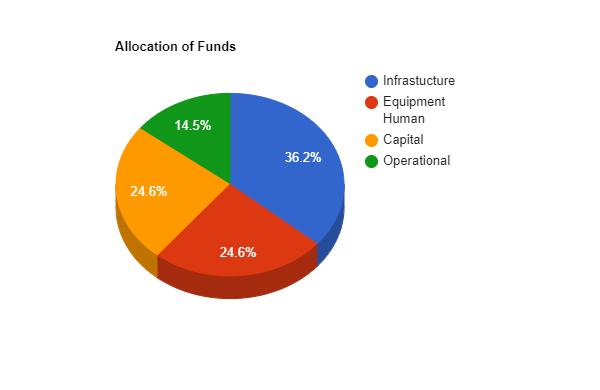 Allocation of Funds
Infrastucture
Equipment
Human
Capital
Operational
14.5%
36.2%
24.6%
24.6%